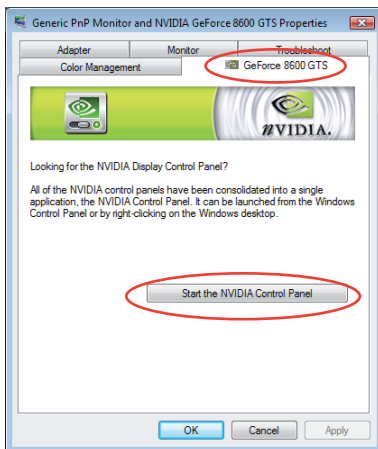 Generic PnP Monitor and NVIDIA GeForce 8600 GTS Properties
Adapter Monitor Troubleshoot
Color Management GeForce 8600 GTS
NVIDIA.
Looking for the NVIDIA Display Control Panel?
All of the NVIDIA control panels have been consolidated into a single
application, the NVIDIA Control Panel. It can be launched from the Windows
Control Panel or by right-clicking on the Windows desktop.
Start the NVIDIA Control Panel
OK Cancel Apply